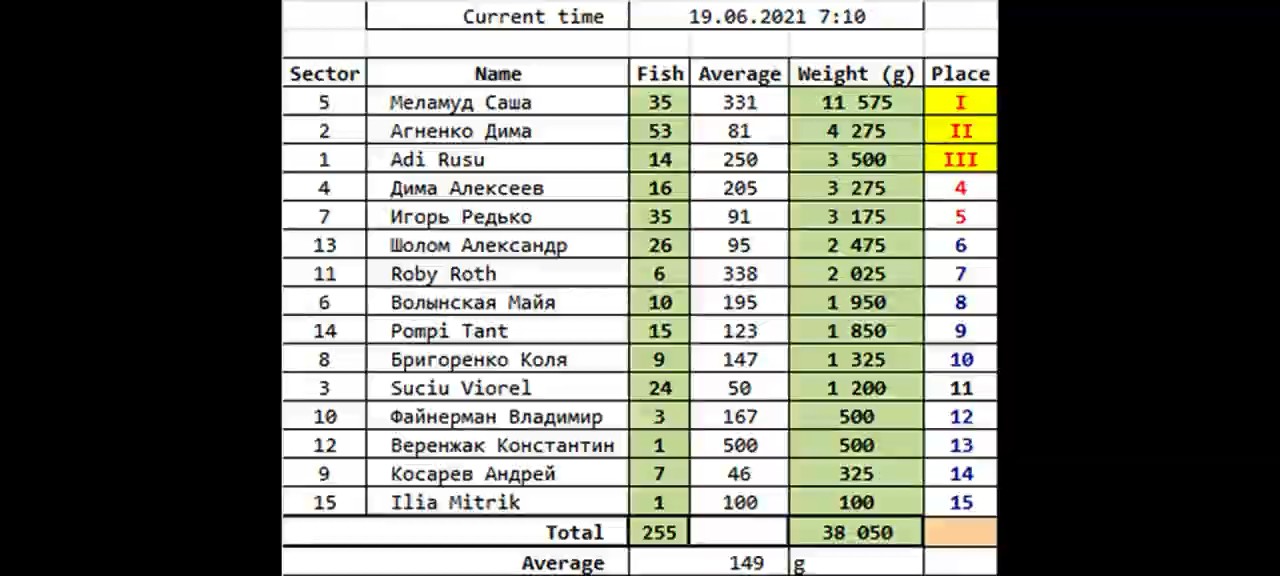 Current time 19.06.2021 7:10
Sector Name Fish Average Weight (g) Place
5 Меламуд Саша 35 331 11 575 I
2 Агненко Дима 53 81 4 275 II
1 Adi Rusu 14 250 3 500 III
4 Дима Алексеев 16 205 3 275 4
7 Игорь Редько 35 91 3 175 5
13 Шолом Александр 26 95 2 475 6
11 Roby Roth 6 338 2 025 7
6 Волынская Майя 10 195 1 950 8
14 Pompi Tant 15 123 1 850 9
8 Бригоренко Коля 9 147 1 325 10
3 Suciu Viorel 24 50 1 200 11
10 Файнерман Владимир 3 167 500 12
12 Веренжак Константин 1 500 500 13
9 Косарев Андрей 7 46 325 14
15 Ilia Mitrik 1 100 100 15
Total 255 38 050
Average 149 g